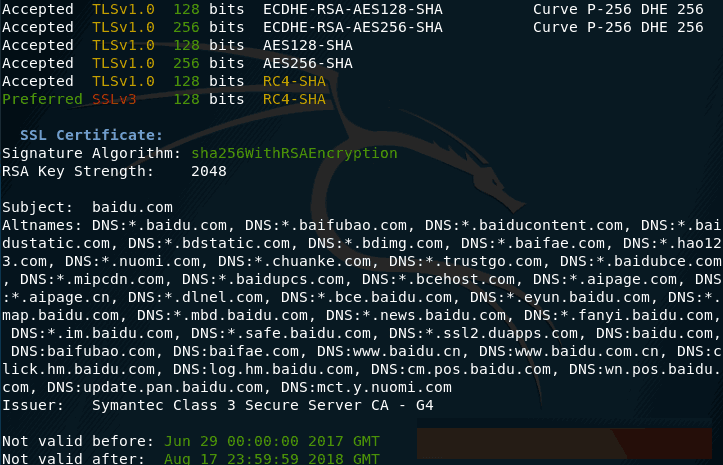 Accepted  TLSv1.0  128 bits  ECDHE-RSA-AES128-SHA          Curve P-256 DHE 256
Accepted  TLSv1.0  256 bits  ECDHE-RSA-AES256-SHA          Curve P-256 DHE 256
Accepted  TLSv1.0  128 bits  AES128-SHA
Accepted  TLSv1.0  256 bits  AES256-SHA
Accepted  TLSv1.0  128 bits  RC4-SHA
Preferred SSLv3    128 bits  RC4-SHA
  SSL Certificate:
Signature Algorithm: sha256WithRSAEncryption
RSA Key Strength:    2048
Subject:  baidu.com
Altnames: DNS:*.baidu.com, DNS:*.baifubao.com, DNS:*.baiducontent.com, DNS:*.bai
dustatic.com, DNS:*.bdstatic.com, DNS:*.bdimg.com, DNS:*.baifae.com, DNS:*.hao12
3.com, DNS:*.nuomi.com, DNS:*.chuanke.com, DNS:*.trustgo.com, DNS:*.baidubce.com
, DNS:*.mipcdn.com, DNS:*.baidupcs.com, DNS:*.bcehost.com, DNS:*.aipage.com, DNS
:*.aipage.cn, DNS:*.dlnel.com, DNS:*.bce.baidu.com, DNS:*.eyun.baidu.com, DNS:*.
map.baidu.com, DNS:*.mbd.baidu.com, DNS:*.news.baidu.com, DNS:*.fanyi.baidu.com,
 DNS:*.im.baidu.com, DNS:*.safe.baidu.com, DNS:*.ssl2.duapps.com, DNS:baidu.com,
 DNS:baifubao.com, DNS:baifae.com, DNS:www.baidu.cn, DNS:www.baidu.com.cn, DNS:c
lick.hm.baidu.com, DNS:log.hm.baidu.com, DNS:cm.pos.baidu.com, DNS:wn.pos.baidu.
com, DNS:update.pan.baidu.com, DNS:mct.y.nuomi.com
Issuer:   Symantec Class 3 Secure Server CA - G4
Not valid before: Jun 29 00:00:00 2017 GMT
Not valid after:  Aug 17 23:59:59 2018 GMT